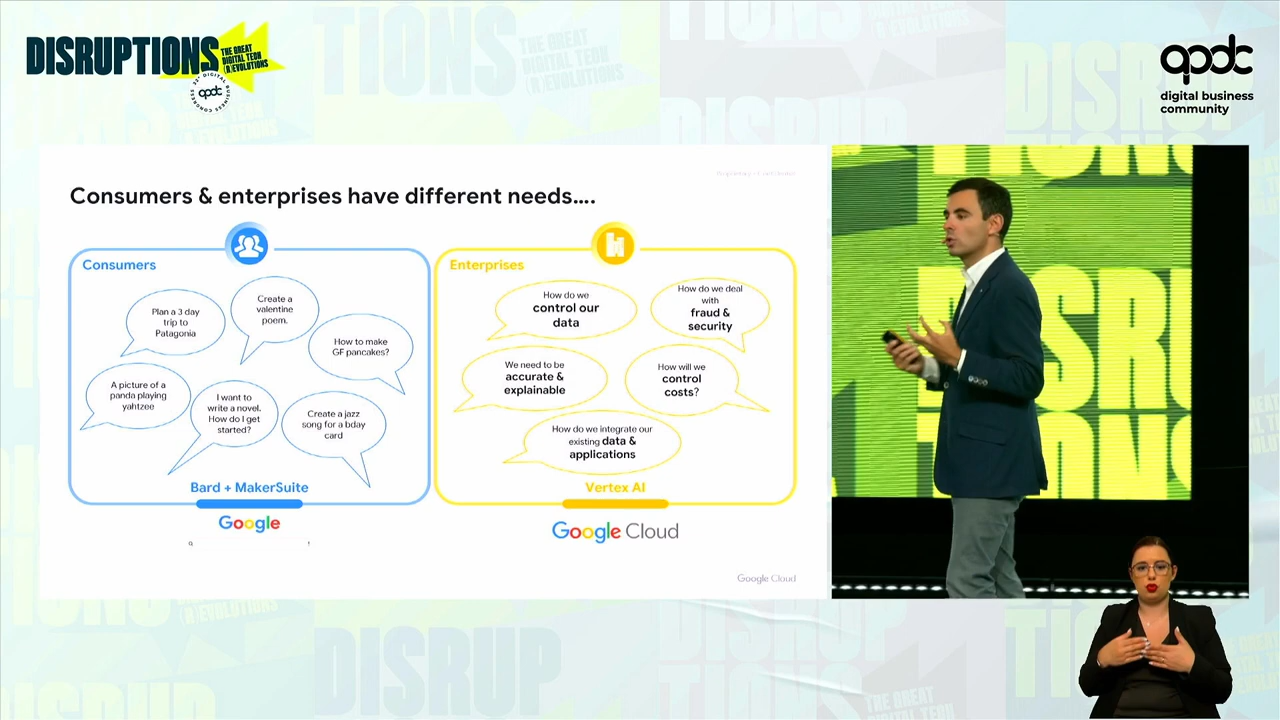 DISRUPTIONS
THE GREAT
DIGITAL TECH
(R)EVOLUTIONS
apdc
apdc
digital business
community
Consumers & enterprises have different needs....
Consumers
Plan a 3 day
trip to
Patagonia
Create a
valentine
poem.
How to make
GF pancakes?
A picture of a
panda playing
yahtzee
I want to
write a novel.
How do I get
started?
Create a jazz
song for a bday
card
Bard + MakerSuite
Google
Enterprises
How do we
control our
data
How do we deal
with
fraud &
security
We need to be
accurate &
explainable
How will we
control
costs?
How do we integrate our
existing data &
applications
Vertex AI
Google Cloud
Google Cloud